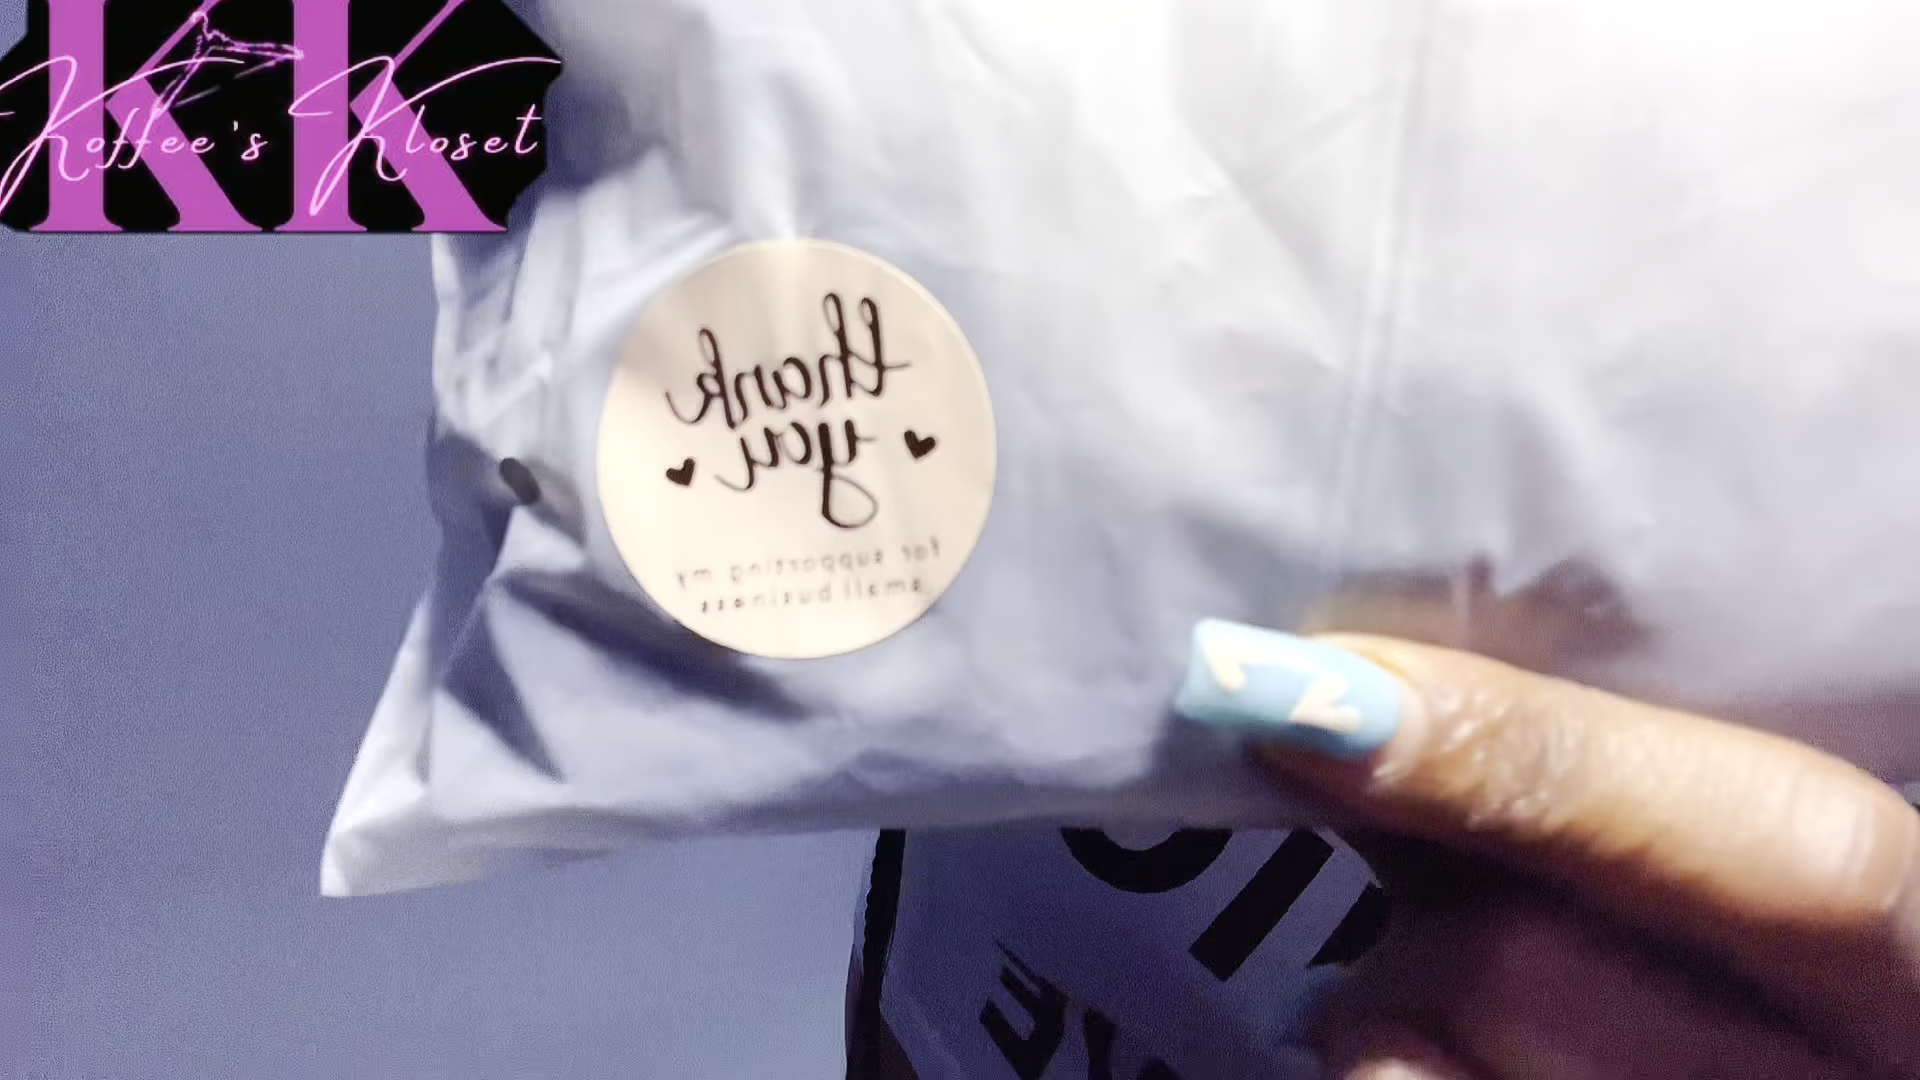 KK
Koffee's Kloset
thank
you
for supporting my
small business